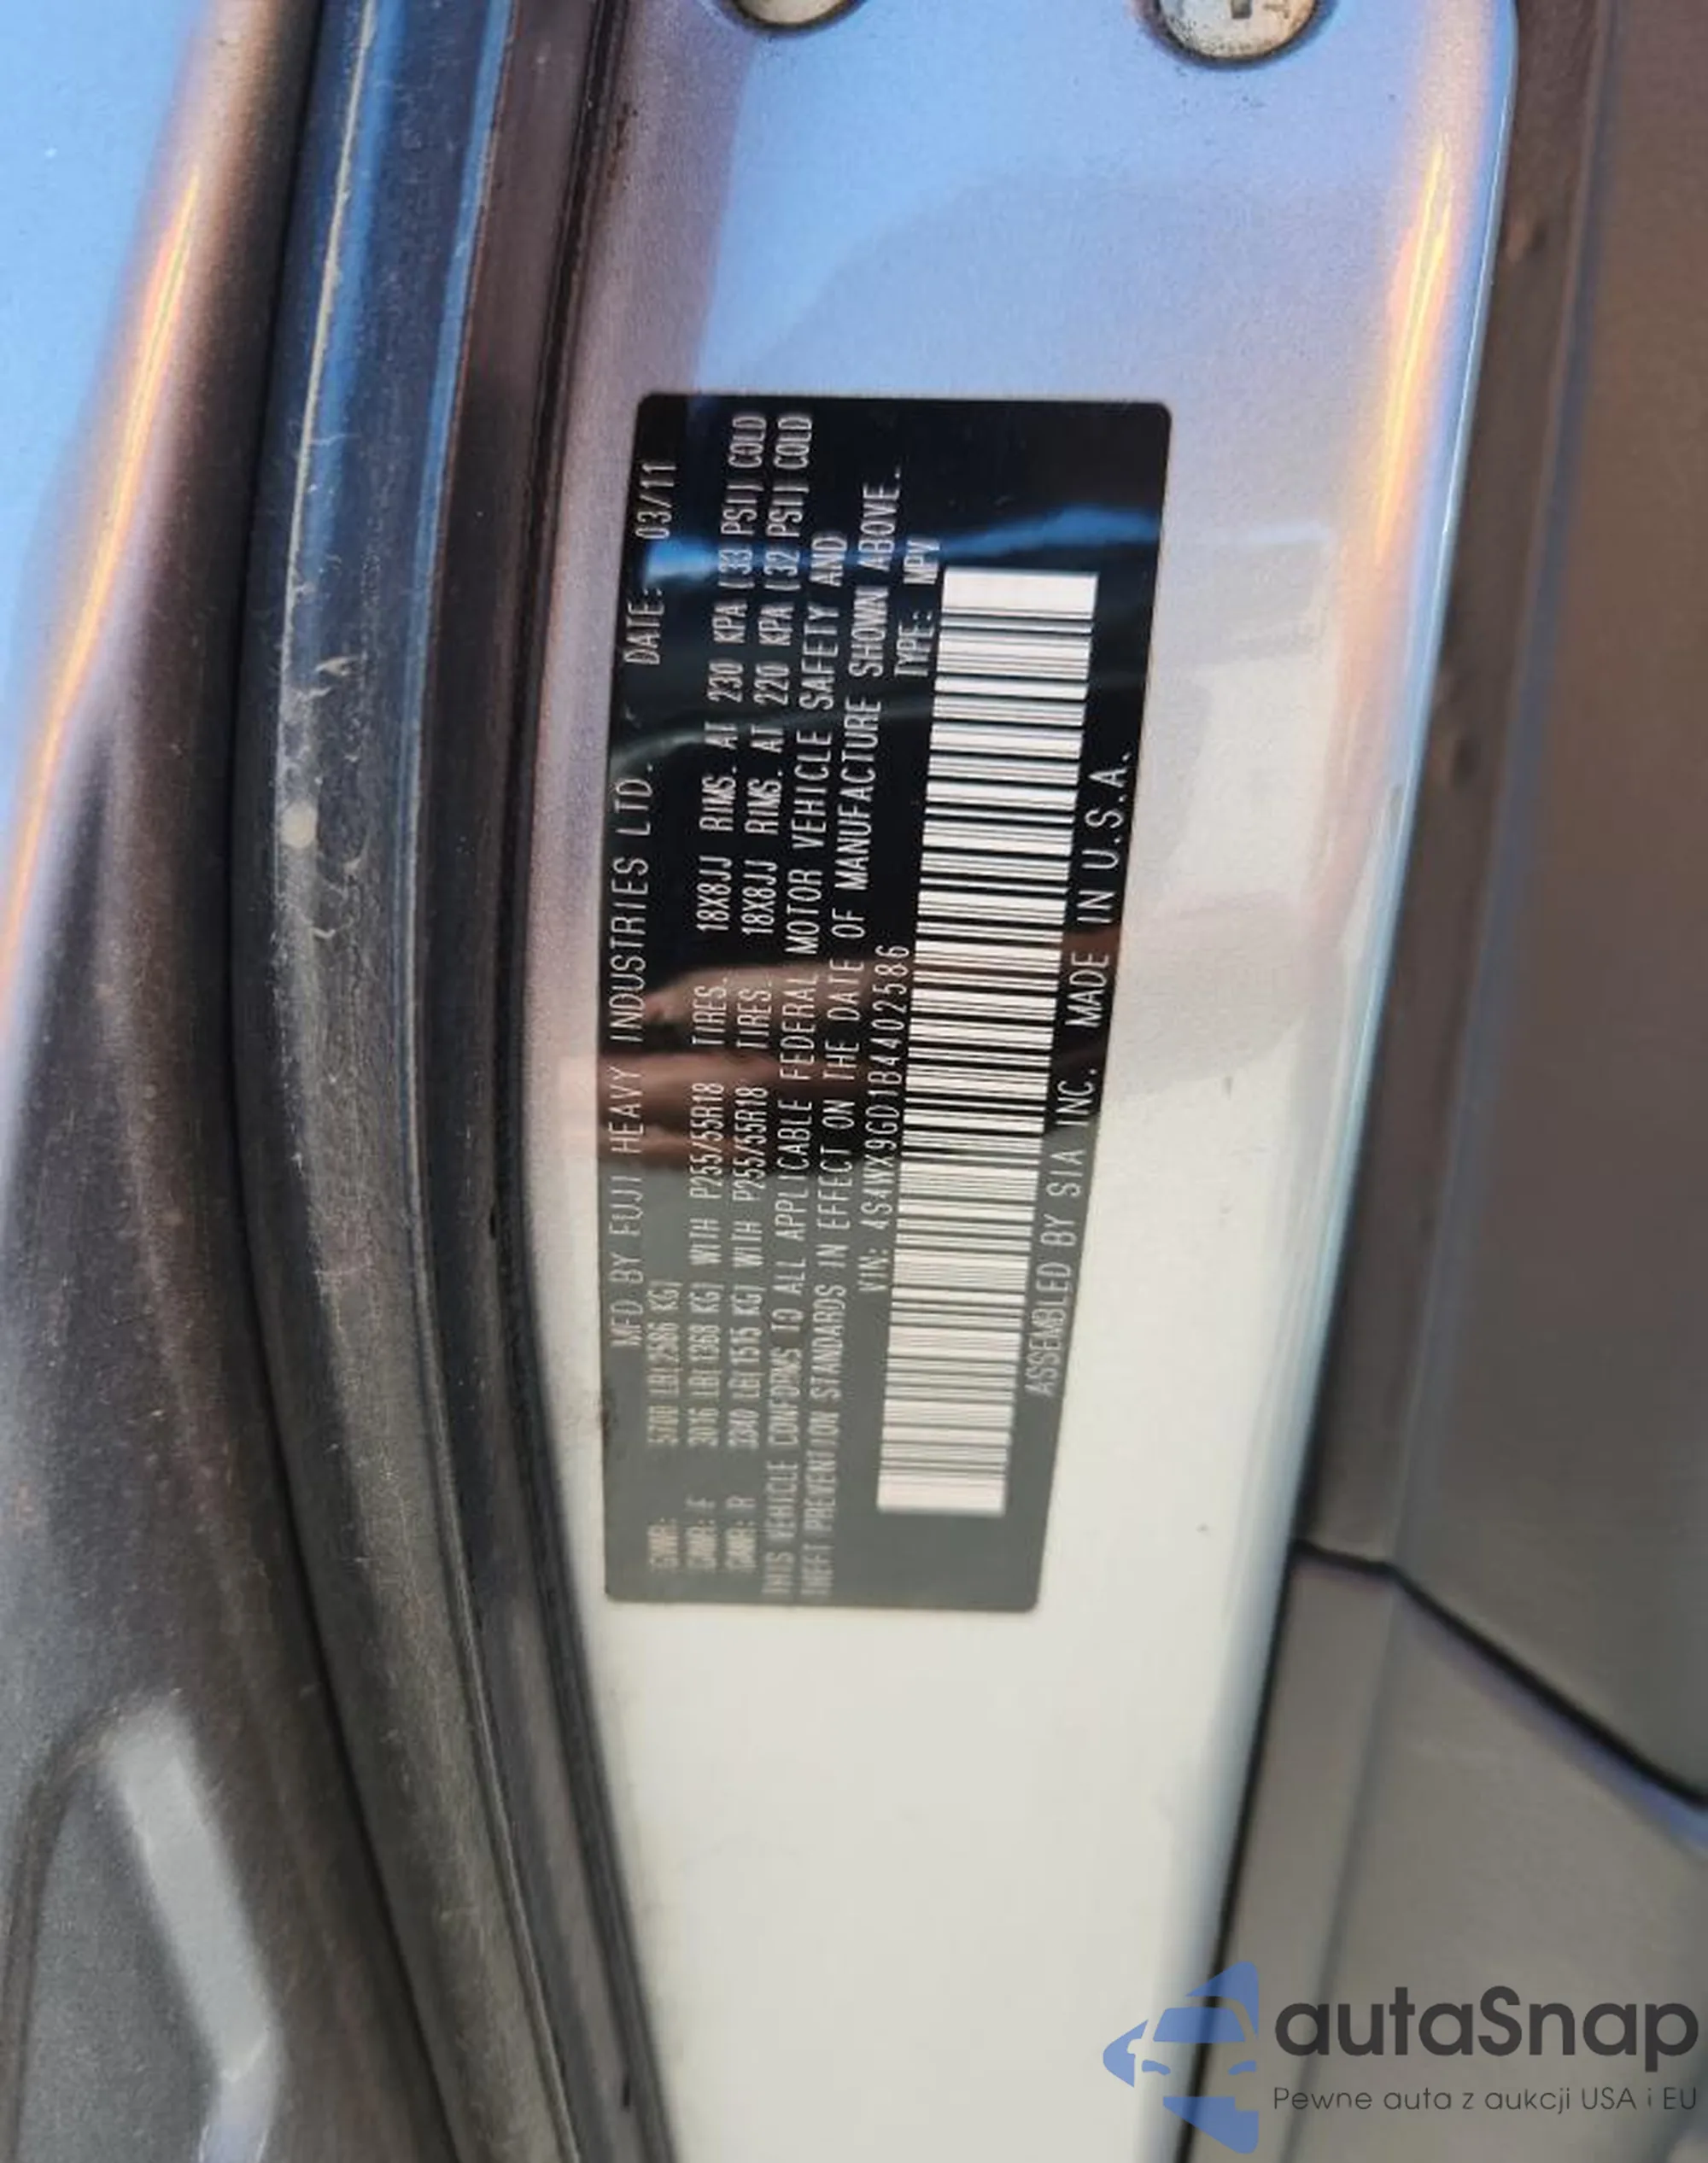 MFD BY FUJI HEAVY INDUSTRIES LTD. DATE: 03/11
GVWR: 5700 LB(2586 KG)
GAWR: F 3016 LB(1368 KG) WITH P255/55R18 TIRES. 18X8JJ RIMS. AT 230 KPA (33 PSI) COLD
GAWR: R 3340 LB(1515 KG) WITH P255/55R18 TIRES. 18X8JJ RIMS. AT 220 KPA (32 PSI) COLD
THIS VEHICLE CONFORMS TO ALL APPLICABLE FEDERAL MOTOR VEHICLE SAFETY AND
THEFT PREVENTION STANDARDS IN EFFECT ON THE DATE OF MANUFACTURE SHOWN ABOVE.
VIN: 4S4WX9GD1B4402586 TYPE: MPV
ASSEMBLED BY SIA INC. MADE IN U.S.A.
autaSnap
Pewne auta z aukcji USA i EU